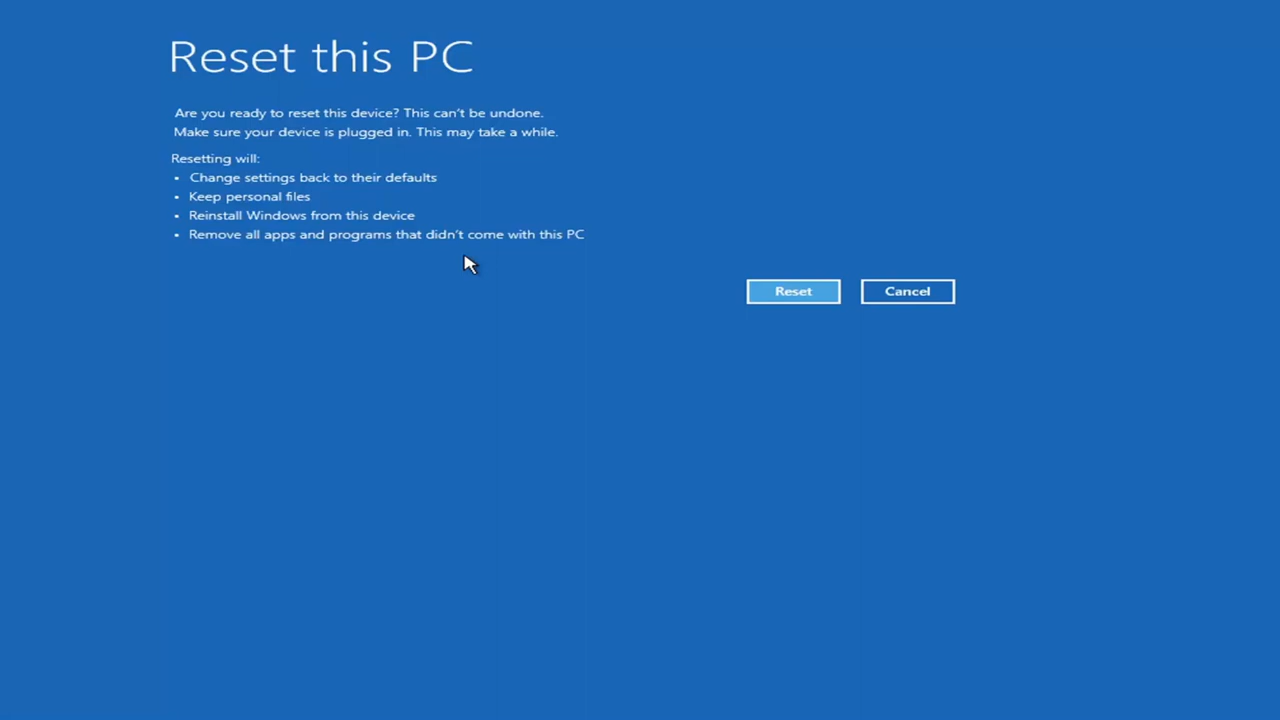 Reset this PC
Are you ready to reset this device? This can't be undone.
Make sure your device is plugged in. This may take a while.
Resetting will:
• Change settings back to their defaults
• Keep personal files
• Reinstall Windows from this device
• Remove all apps and programs that didn't come with this PC
Reset Cancel